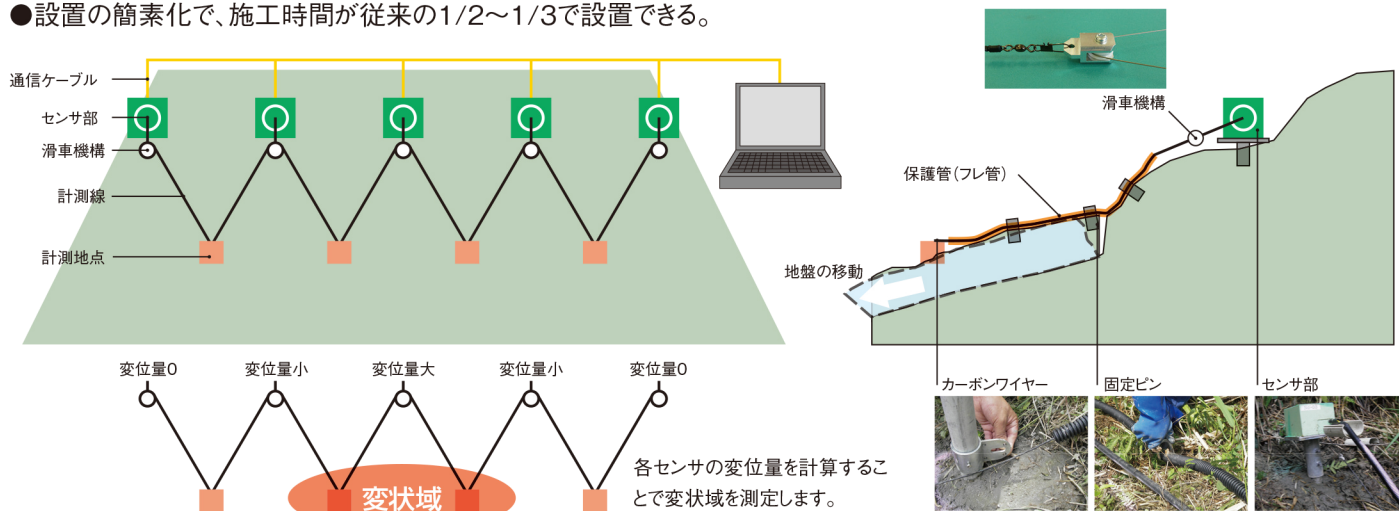 ●設置の簡素化で、施工時間が従来の1/2〜1/3で設置できる。
通信ケーブル
センサ部
滑車機構
計測線
計測地点
変位量0
変位量小
変位量大
変位量小
変位量0
変状域
各センサの変位量を計算するこ
とで変状域を測定します。
滑車機構
保護管(フレ管)
地盤の移動
カーボンワイヤー
固定ピン
センサ部